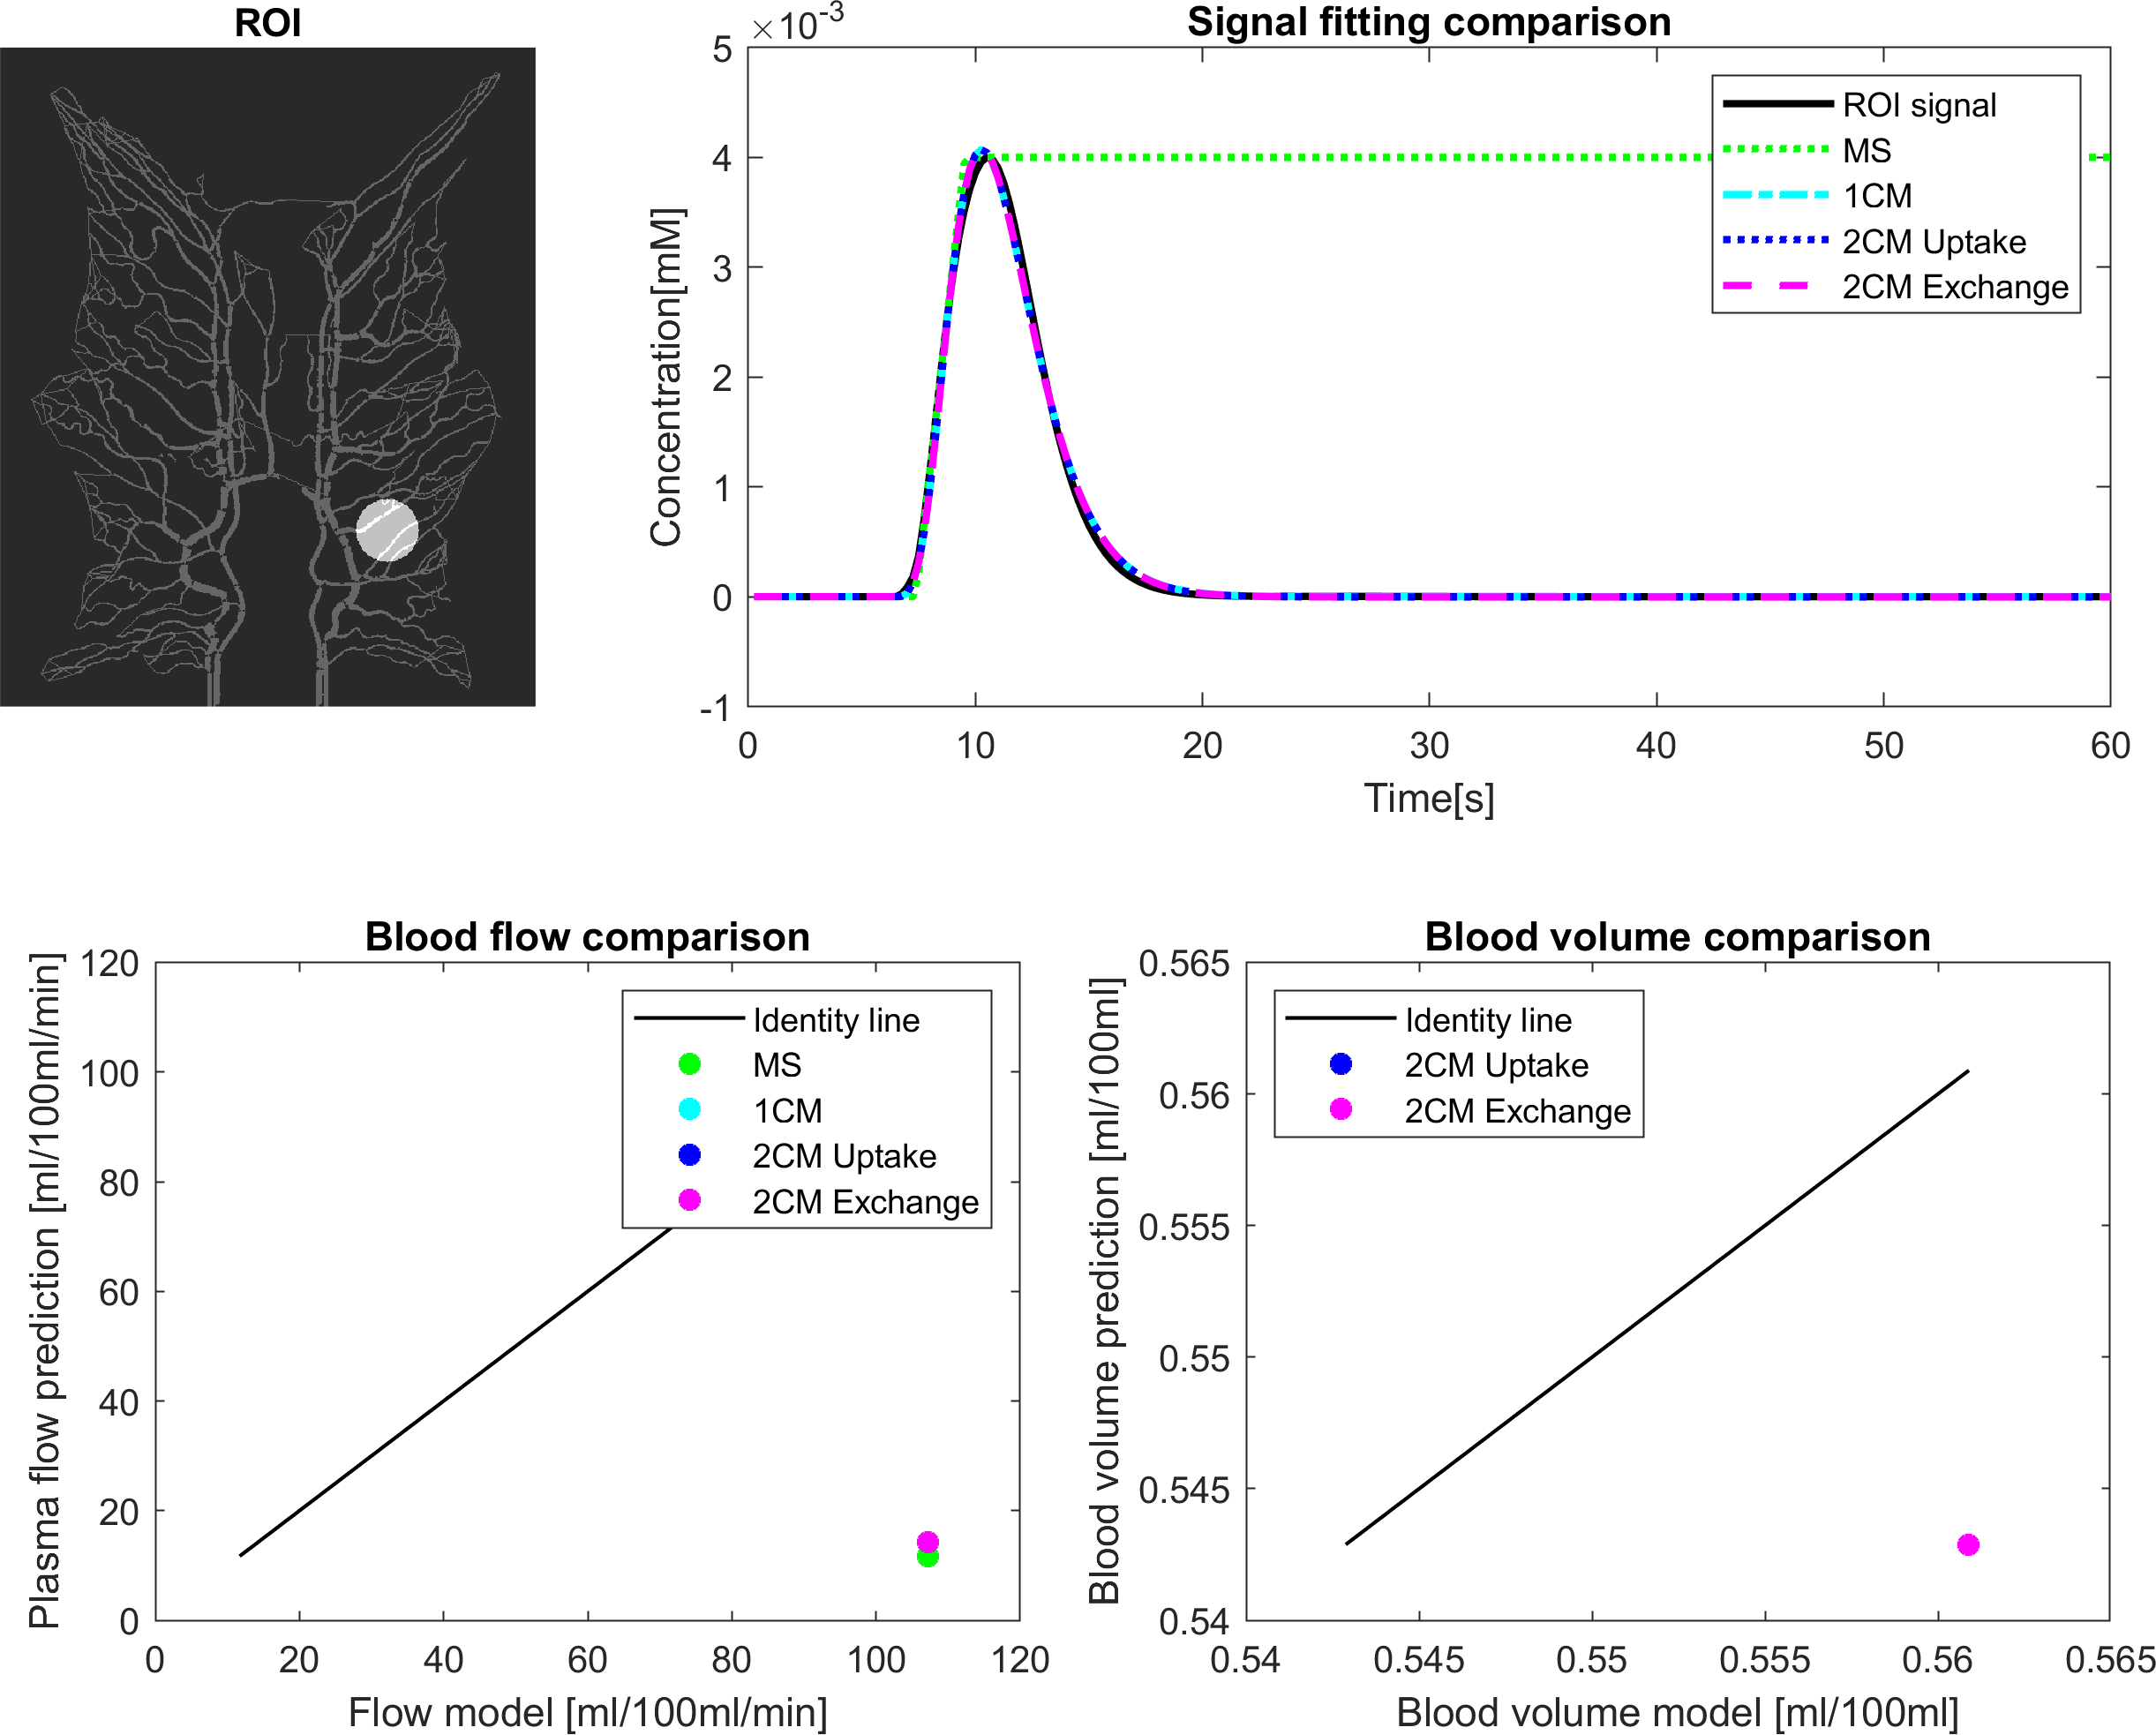 ROI
Signal fitting comparison
×10-3
5
4
3
2
1
0
-1
Concentration[mM]
0 10 20 30 40 50 60
Time[s]
ROI signal
MS
1CM
2CM Uptake
2CM Exchange
Blood flow comparison
Plasma flow prediction [ml/100ml/min]
120
100
80
60
40
20
0
Identity line
MS
1CM
2CM Uptake
2CM Exchange
0 20 40 60 80 100 120
Flow model [ml/100ml/min]
Blood volume comparison
Blood volume prediction [ml/100ml]
0.565
0.56
0.555
0.55
0.545
0.54
Identity line
2CM Uptake
2CM Exchange
0.54 0.545 0.55 0.555 0.56 0.565
Blood volume model [ml/100ml]